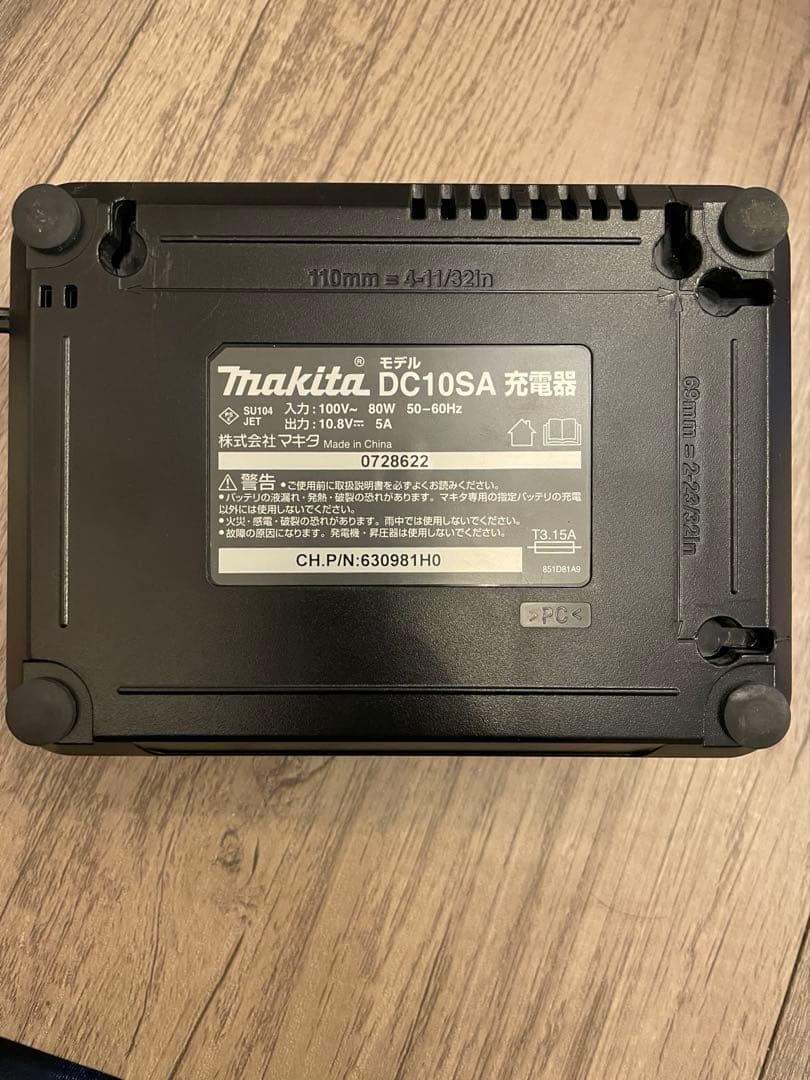 110mm = 4-11/32in
makita® モデル DC10SA 充電器
PS SU104 入力:100V~ 80W 50-60Hz
E JET 出力:10.8V⎓ 5A
株式会社マキタ Made in China
0728622
⚠警告 •ご使用前に取扱説明書を必ずよくお読みください。
•バッテリの液漏れ・発熱・破裂の恐れがあります。マキタ専用の指定バッテリの充電
以外には使用しないでください。
•火災・感電・破裂の恐れがあります。雨中では使用しないでください。
•故障の原因になります。発電機・昇圧器は使用しないでください。
T3.15A
CH.P/N:630981H0
851D81A9
69mm = 2-23/32in
>PC<